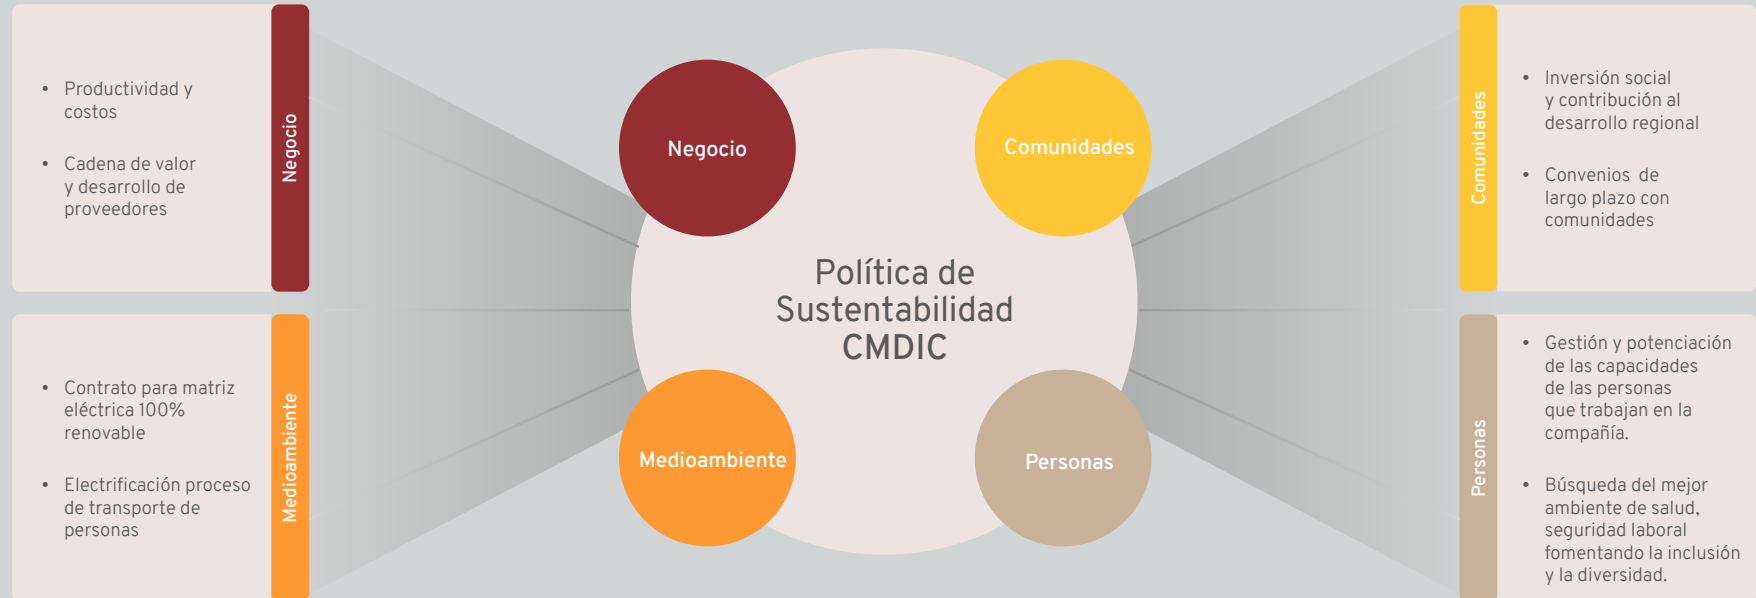 • Productividad y
costos
• Cadena de valor
y desarrollo de
proveedores
Negocio
• Contrato para matriz
eléctrica 100%
renovable
• Electrificación proceso
de transporte de
personas
Medioambiente
Negocio
Comunidades
Política de
Sustentabilidad
CMDIC
Medioambiente
Personas
Comunidades
• Inversión social
y contribución al
desarrollo regional
• Convenios de
largo plazo con
comunidades
Personas
• Gestión y potenciación
de las capacidades
de las personas
que trabajan en la
compañía.
• Búsqueda del mejor
ambiente de salud,
seguridad laboral
fomentando la inclusión
y la diversidad.